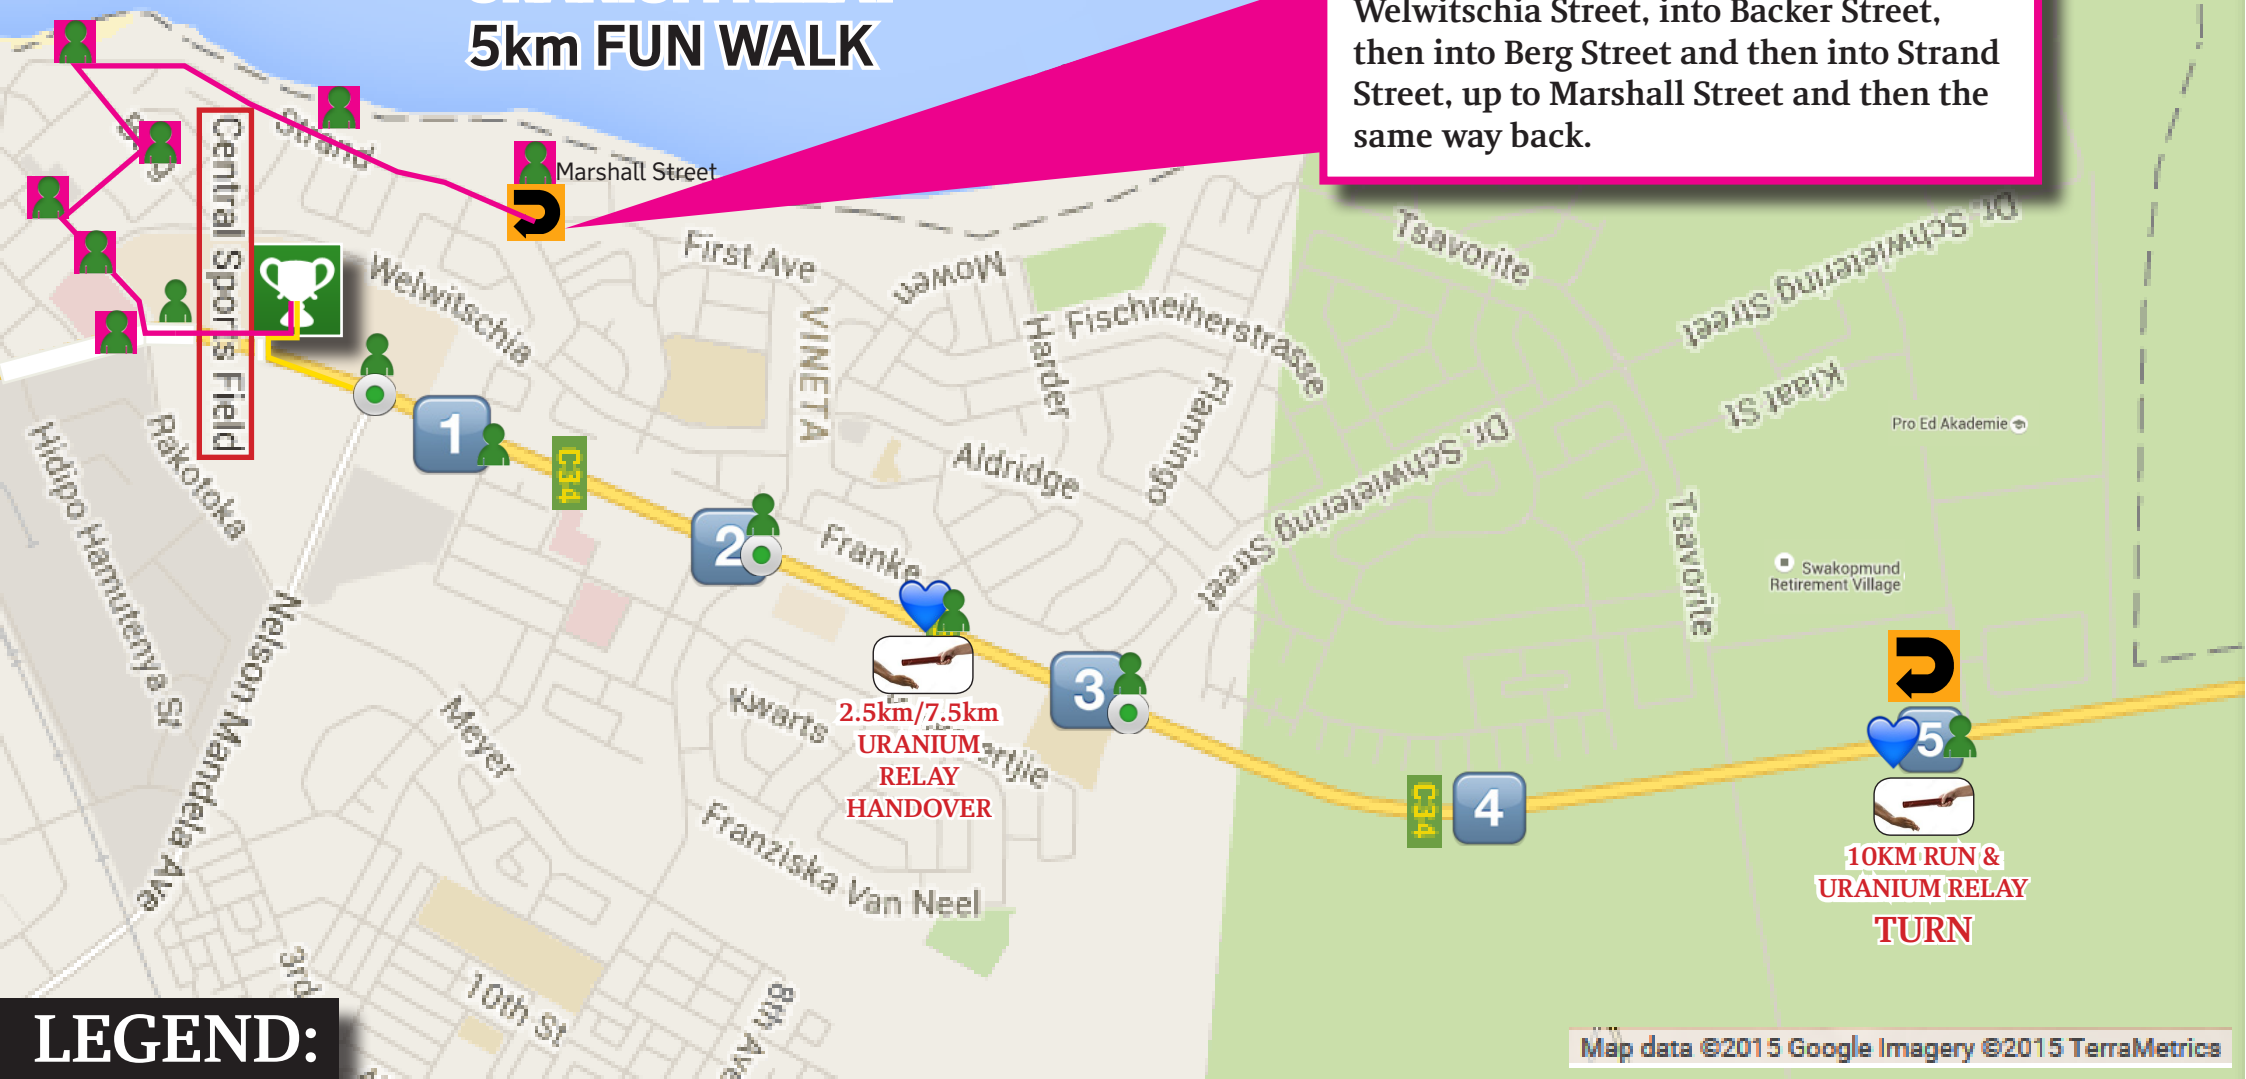 5km FUN WALK
Welwitschia Street, into Backer Street,
then into Berg Street and then into Strand
Street, up to Marshall Street and then the
same way back.
Strand
Central Sports Field
Marshall Street
Welwitschia
First Ave
VINETA
Mowen
Harder
Fischreiherstrasse
Flamingo
Aldridge
Tsavorite
Dr. Schwietering Street
Klaat St
Pro Ed Akademie
Dr. Schwietering Street
Tsavorite
Swakopmund
Retirement Village
Hidipo Hamutenya St
Rakotoka
Nelson Mandela Ave
1
C34
2
Franke
3
2.5km/7.5km
URANIUM
RELAY
HANDOVER
Kwarts
ertjie
Meyer
Franziska Van Neel
C34
4
5
10KM RUN &
URANIUM RELAY
TURN
3rd
10th St
8th Ave
LEGEND:
Map data ©2015 Google Imagery ©2015 TerraMetrics